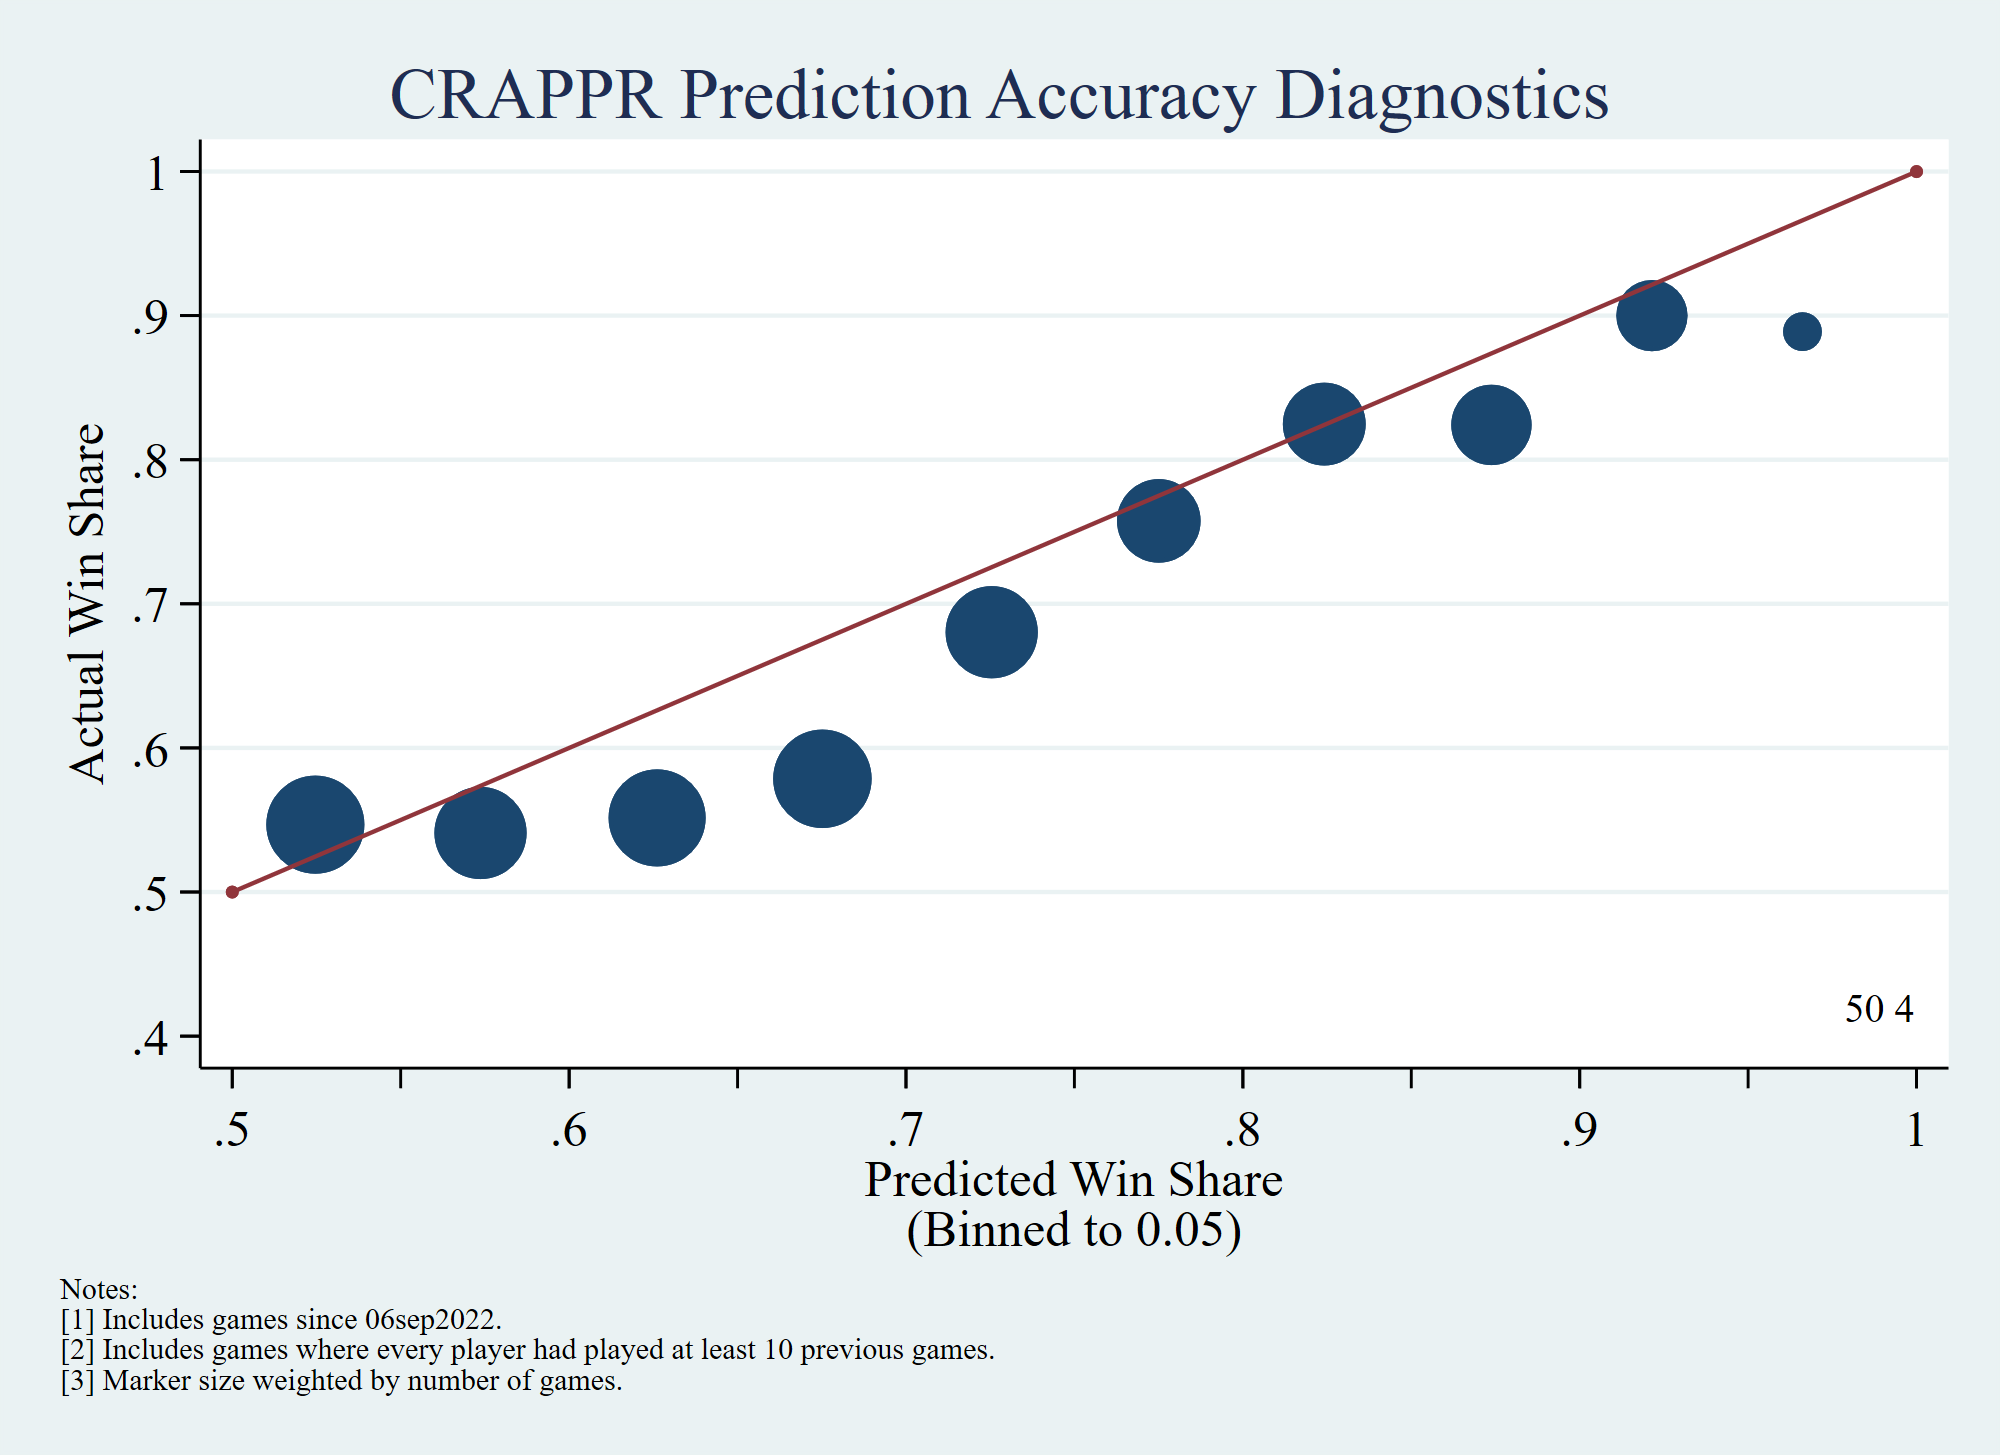 CRAPPR Prediction Accuracy Diagnostics
1
.9
.8
.7
.6
.5
.4
Actual Win Share
50 4
.5 .6 .7 .8 .9 1
Predicted Win Share
(Binned to 0.05)
Notes:
[1] Includes games since 06sep2022.
[2] Includes games where every player had played at least 10 previous games.
[3] Marker size weighted by number of games.